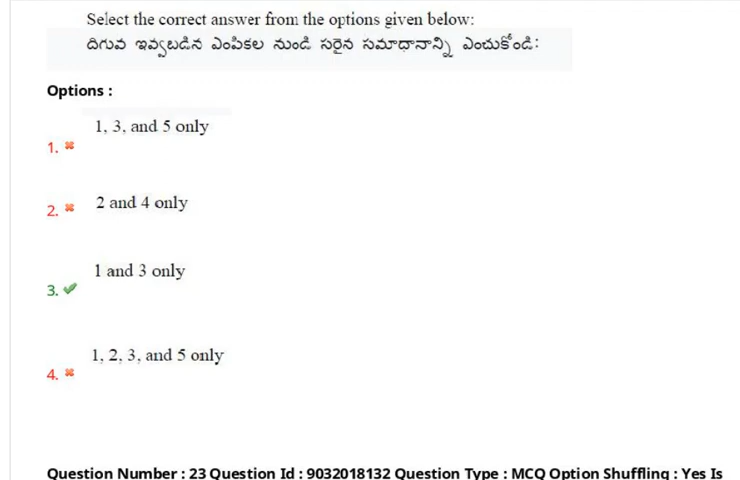 Select the correct answer from the options given below:
దిగువ ఇవ్వబడిన ఎంపికల నుండి సరైన సమాధానాన్ని ఎంచుకోండి:
Options :
1, 3, and 5 only
1.
2 and 4 only
2.
1 and 3 only
3.
1, 2, 3, and 5 only
4.
Question Number : 23 Question Id : 9032018132 Question Type : MCQ Option Shuffling : Yes Is